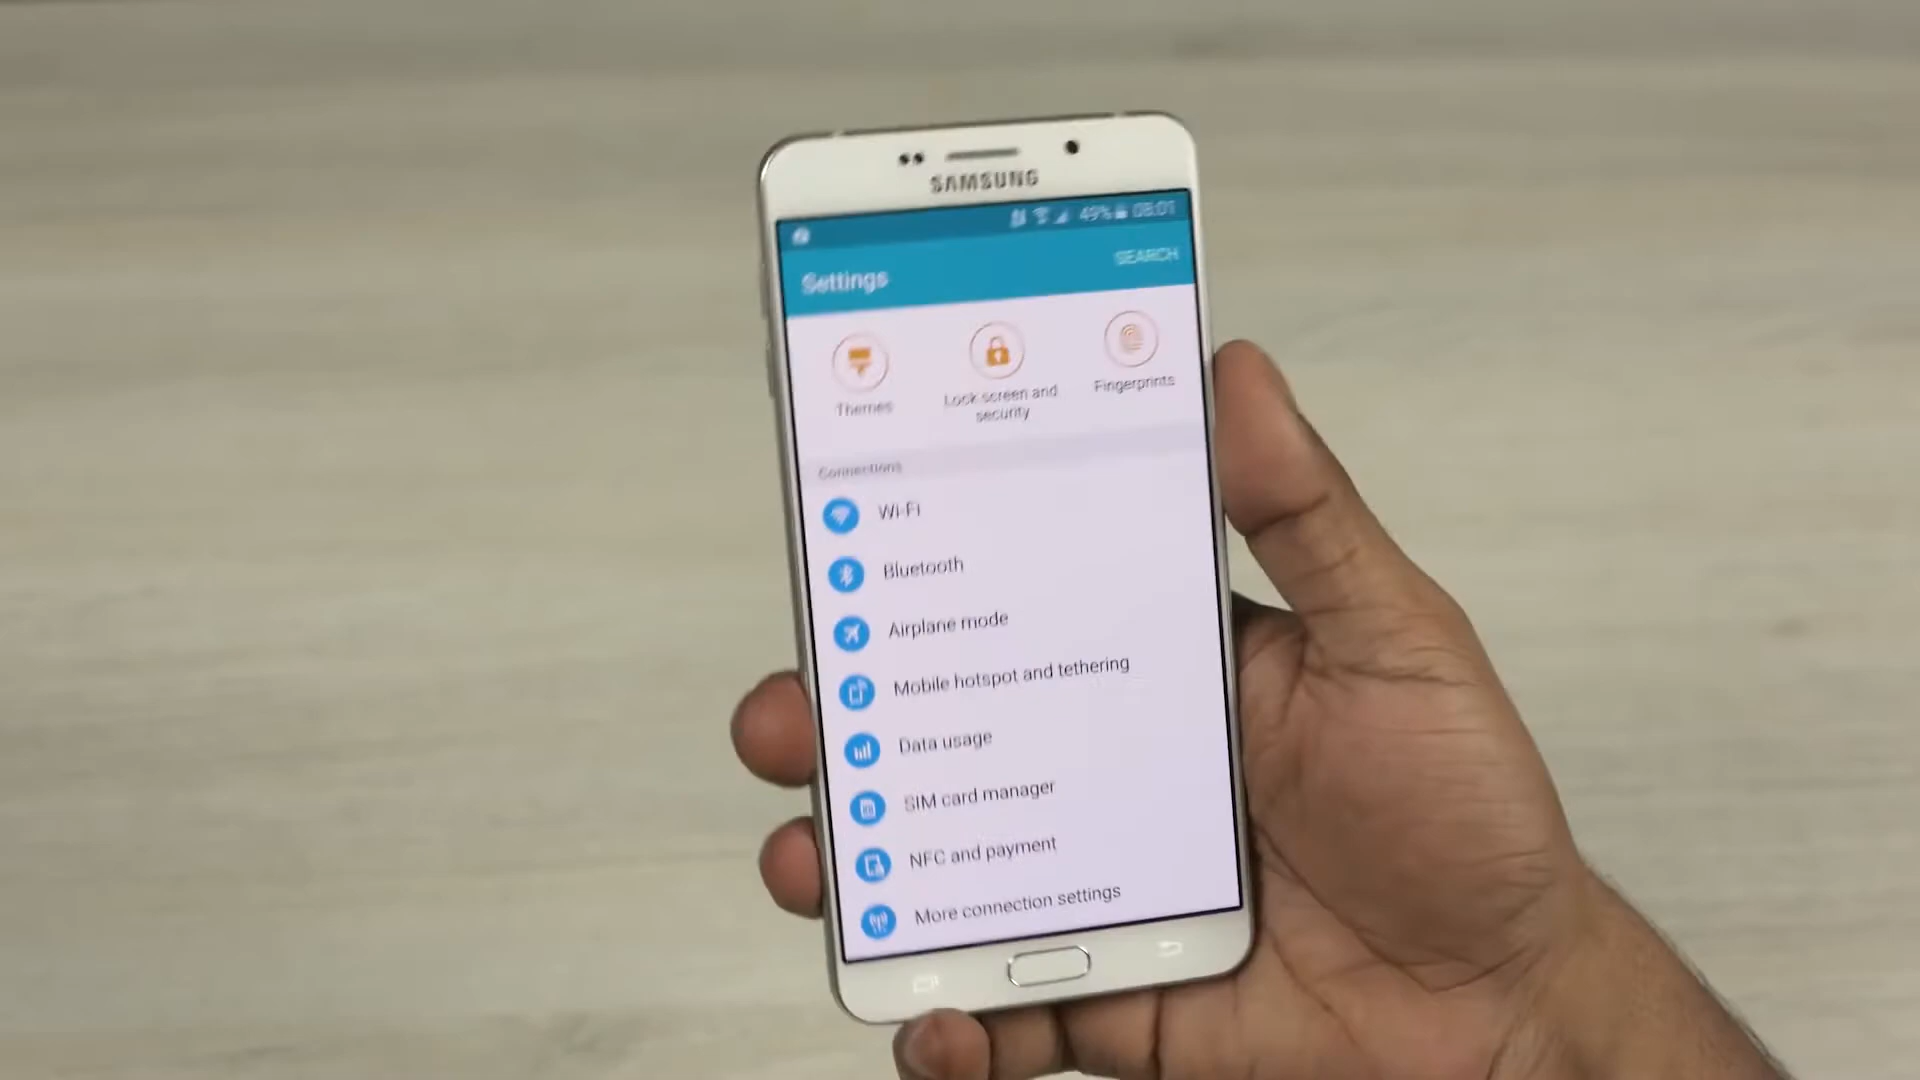 SAMSUNG
49% 08:01
Settings
SEARCH
Themes
Lock screen and
security
Fingerprints
Connections
Wi-Fi
Bluetooth
Airplane mode
Mobile hotspot and tethering
Data usage
SIM card manager
NFC and payment
More connection settings